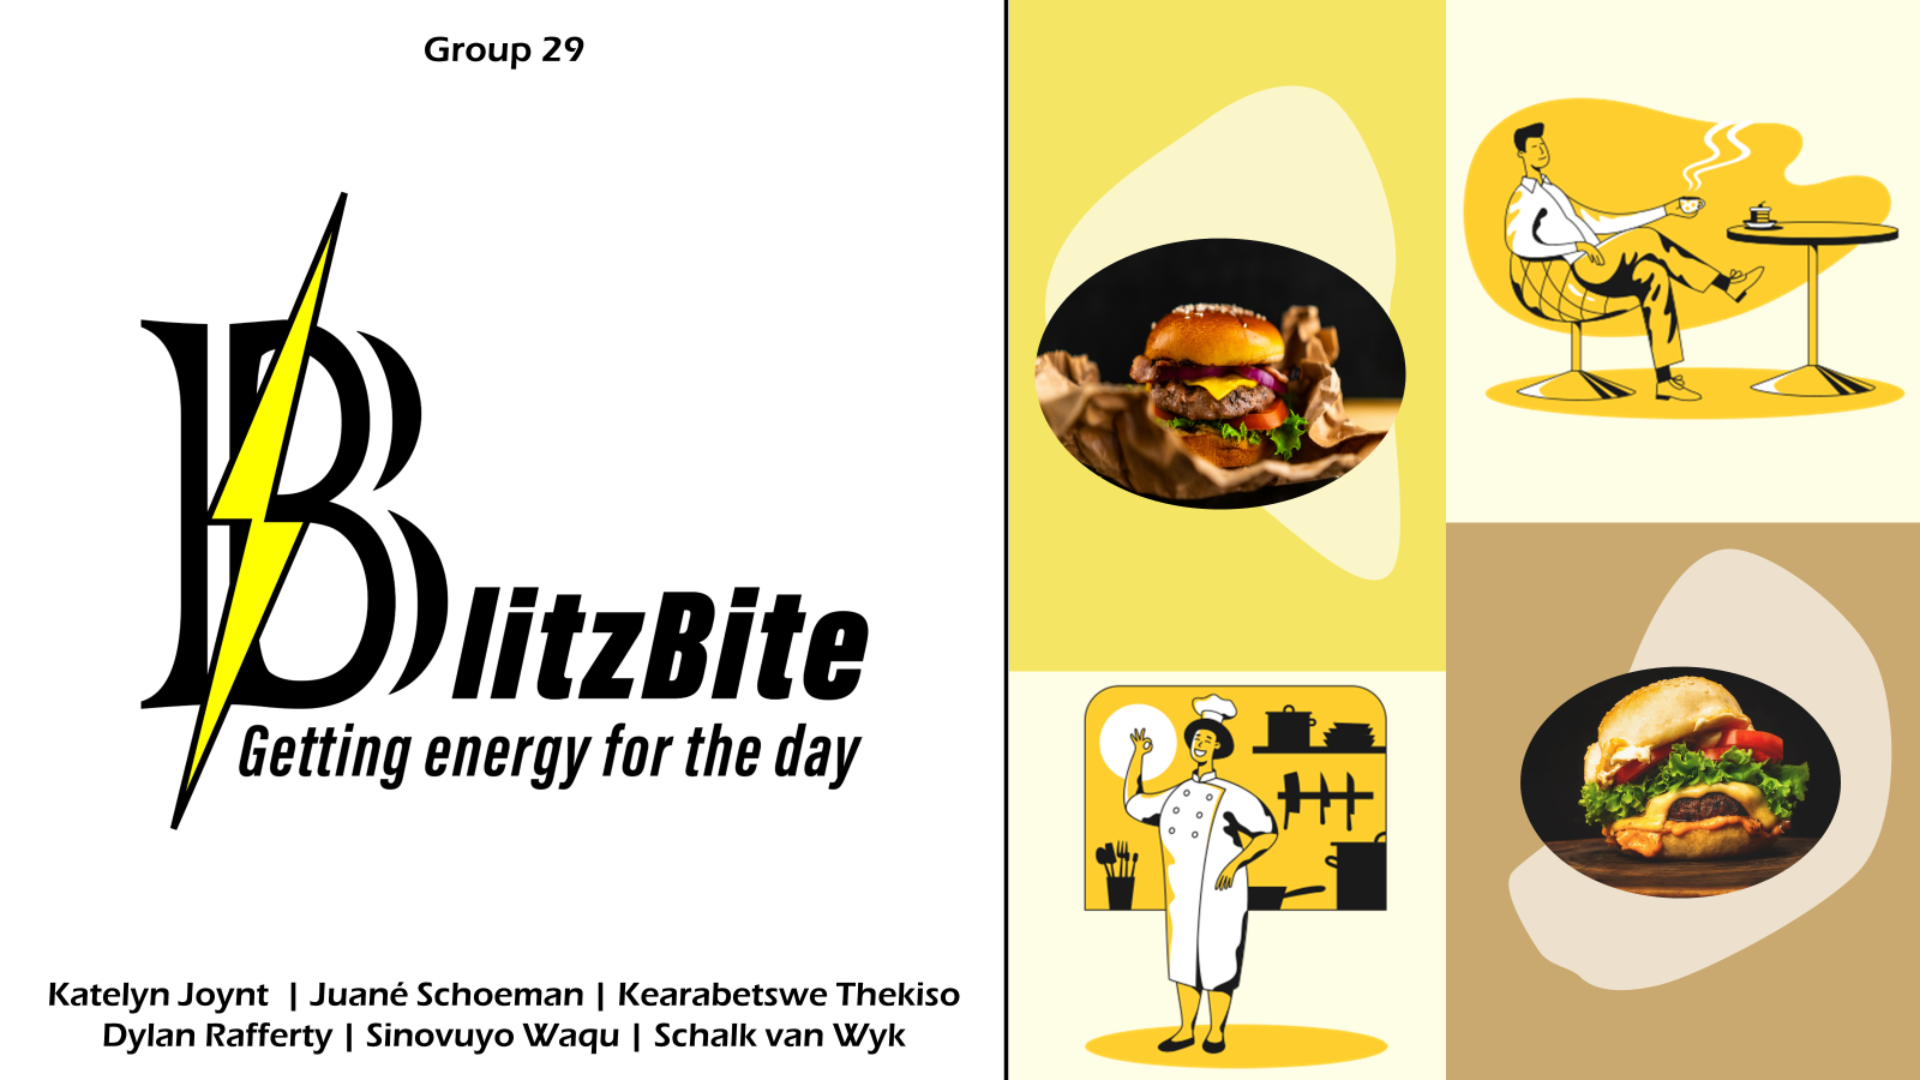 Group 29
BlitzBite
Getting energy for the day
Katelyn Joynt | Juané Schoeman | Kearabetswe Thekiso
Dylan Rafferty | Sinovuyo Waqu | Schalk van Wyk